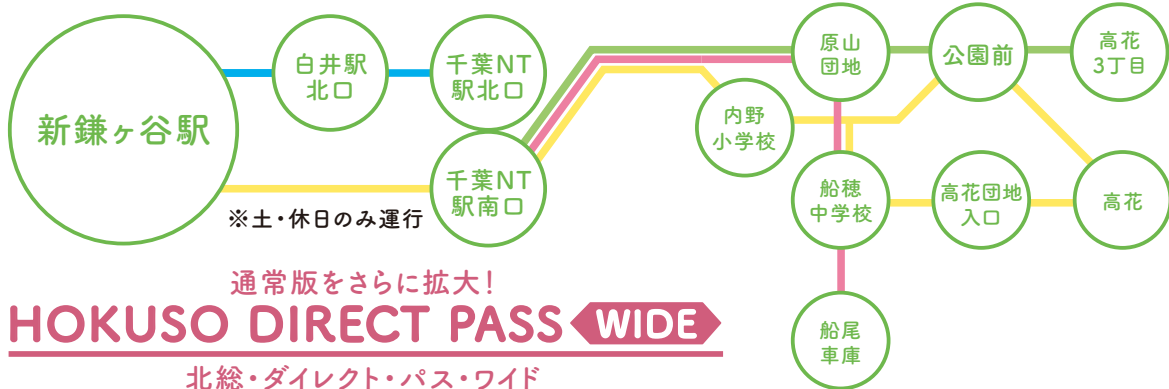 新鎌ヶ谷駅
白井駅
北口
千葉NT
駅北口
千葉NT
駅南口
※土・休日のみ運行
内野
小学校
原山
団地
公園前
高花
3丁目
船穂
中学校
高花団地
入口
高花
船尾
車庫
通常版をさらに拡大!
HOKUSO DIRECT PASS WIDE
北総・ダイレクト・パス・ワイド